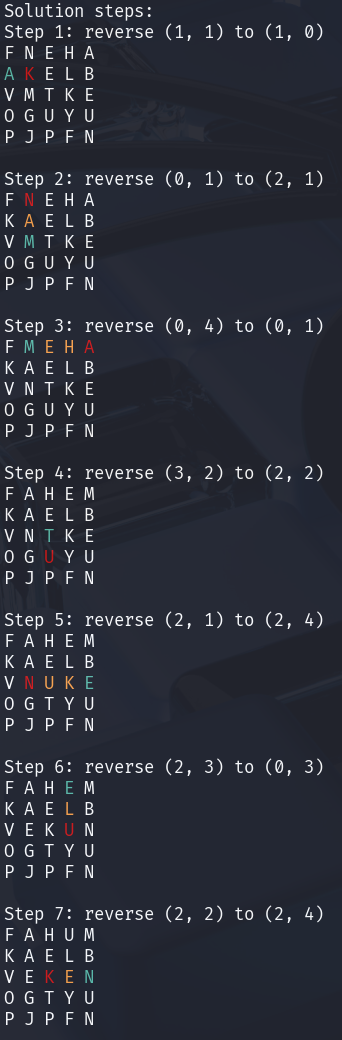 Solution steps:
Step 1: reverse (1, 1) to (1, 0)
F N E H A
A K E L B
V M T K E
O G U Y U
P J P F N
Step 2: reverse (0, 1) to (2, 1)
F N E H A
K A E L B
V M T K E
O G U Y U
P J P F N
Step 3: reverse (0, 4) to (0, 1)
F M E H A
K A E L B
V N T K E
O G U Y U
P J P F N
Step 4: reverse (3, 2) to (2, 2)
F A H E M
K A E L B
V N T K E
O G U Y U
P J P F N
Step 5: reverse (2, 1) to (2, 4)
F A H E M
K A E L B
V N U K E
O G T Y U
P J P F N
Step 6: reverse (2, 3) to (0, 3)
F A H E M
K A E L B
V E K U N
O G T Y U
P J P F N
Step 7: reverse (2, 2) to (2, 4)
F A H U M
K A E L B
V E K E N
O G T Y U
P J P F N